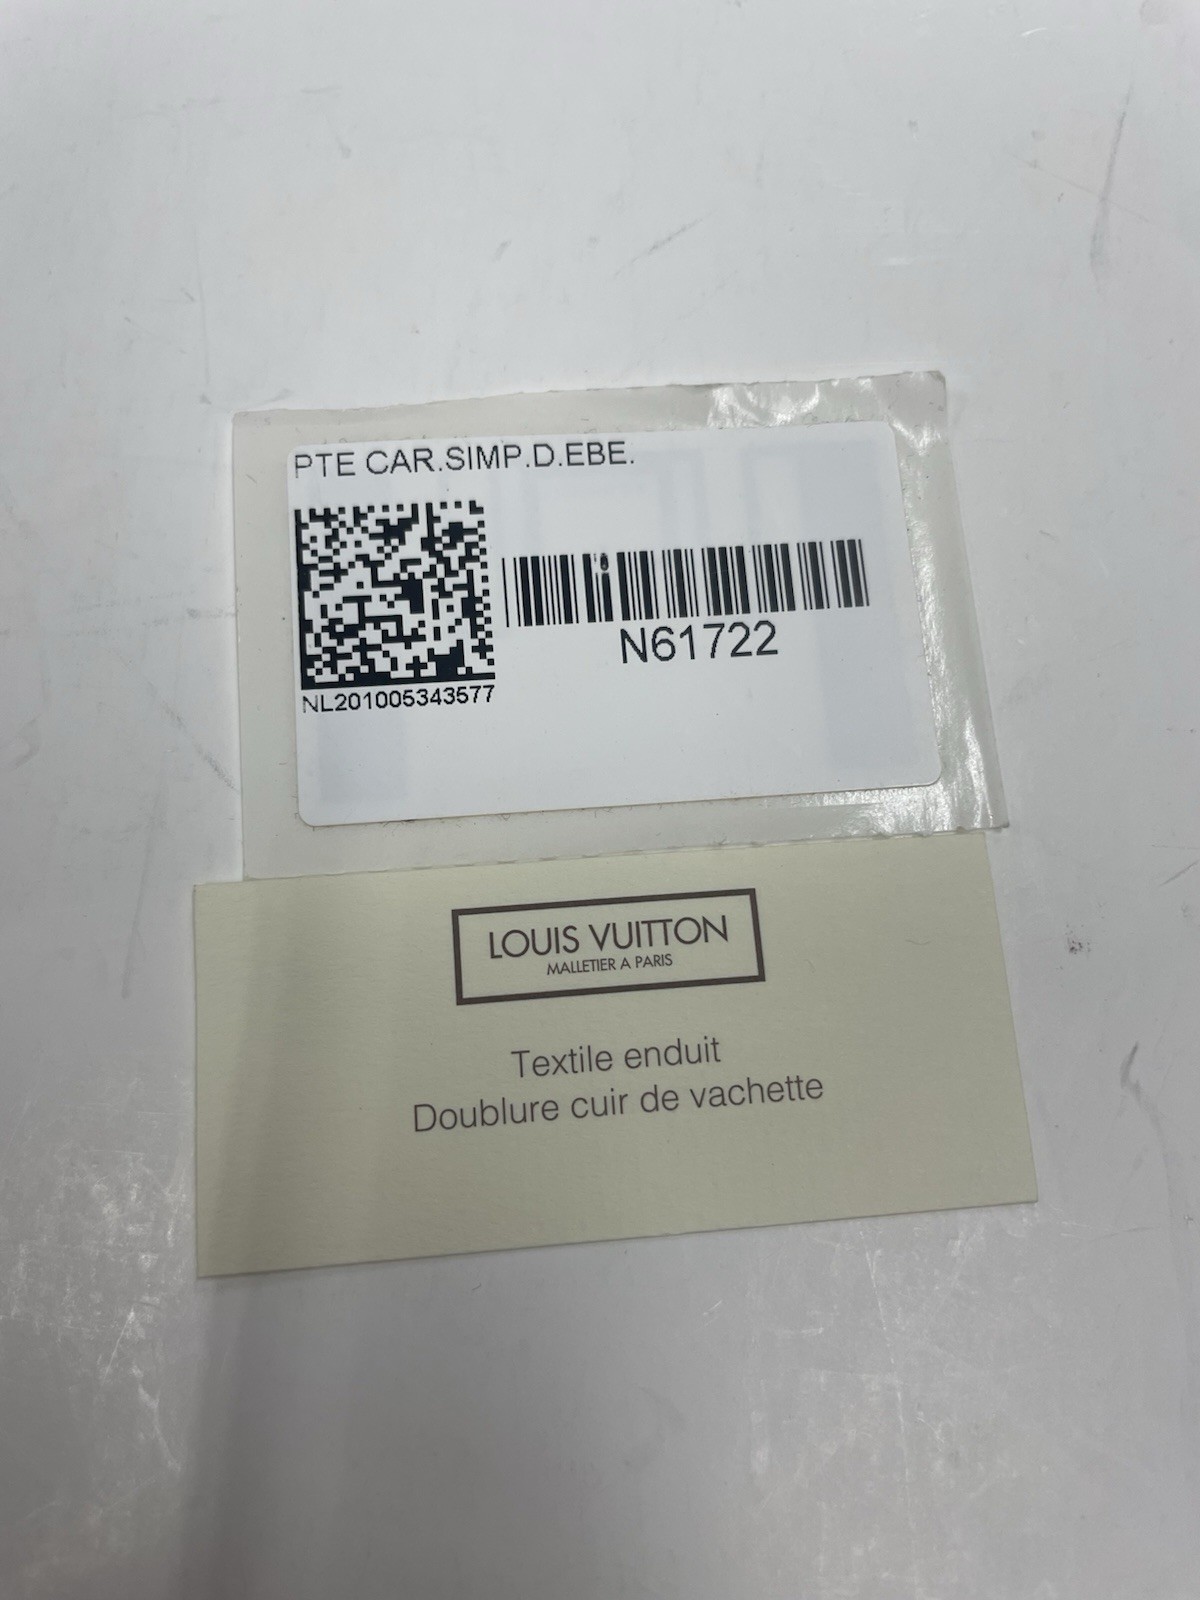 PTE CAR.SIMP.D.EBE.
N61722
NL201005343577
LOUIS VUITTON
MALLETIER A PARIS
Textile enduit
Doublure cuir de vachette